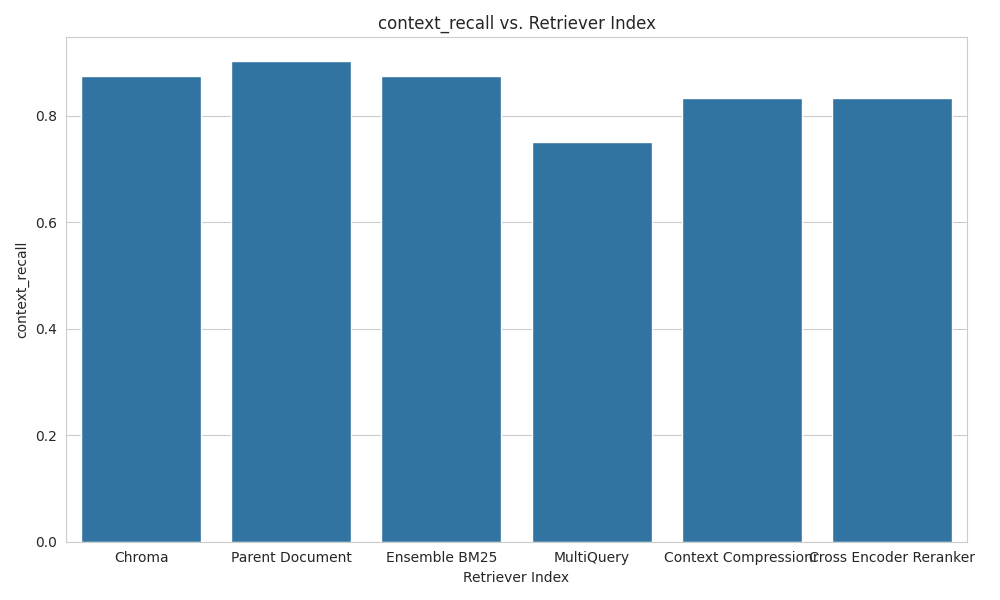 context_recall vs. Retriever Index
context_recall
0.8
0.6
0.4
0.2
0.0
Chroma Parent Document Ensemble BM25 MultiQuery Context Compression Cross Encoder Reranker
Retriever Index